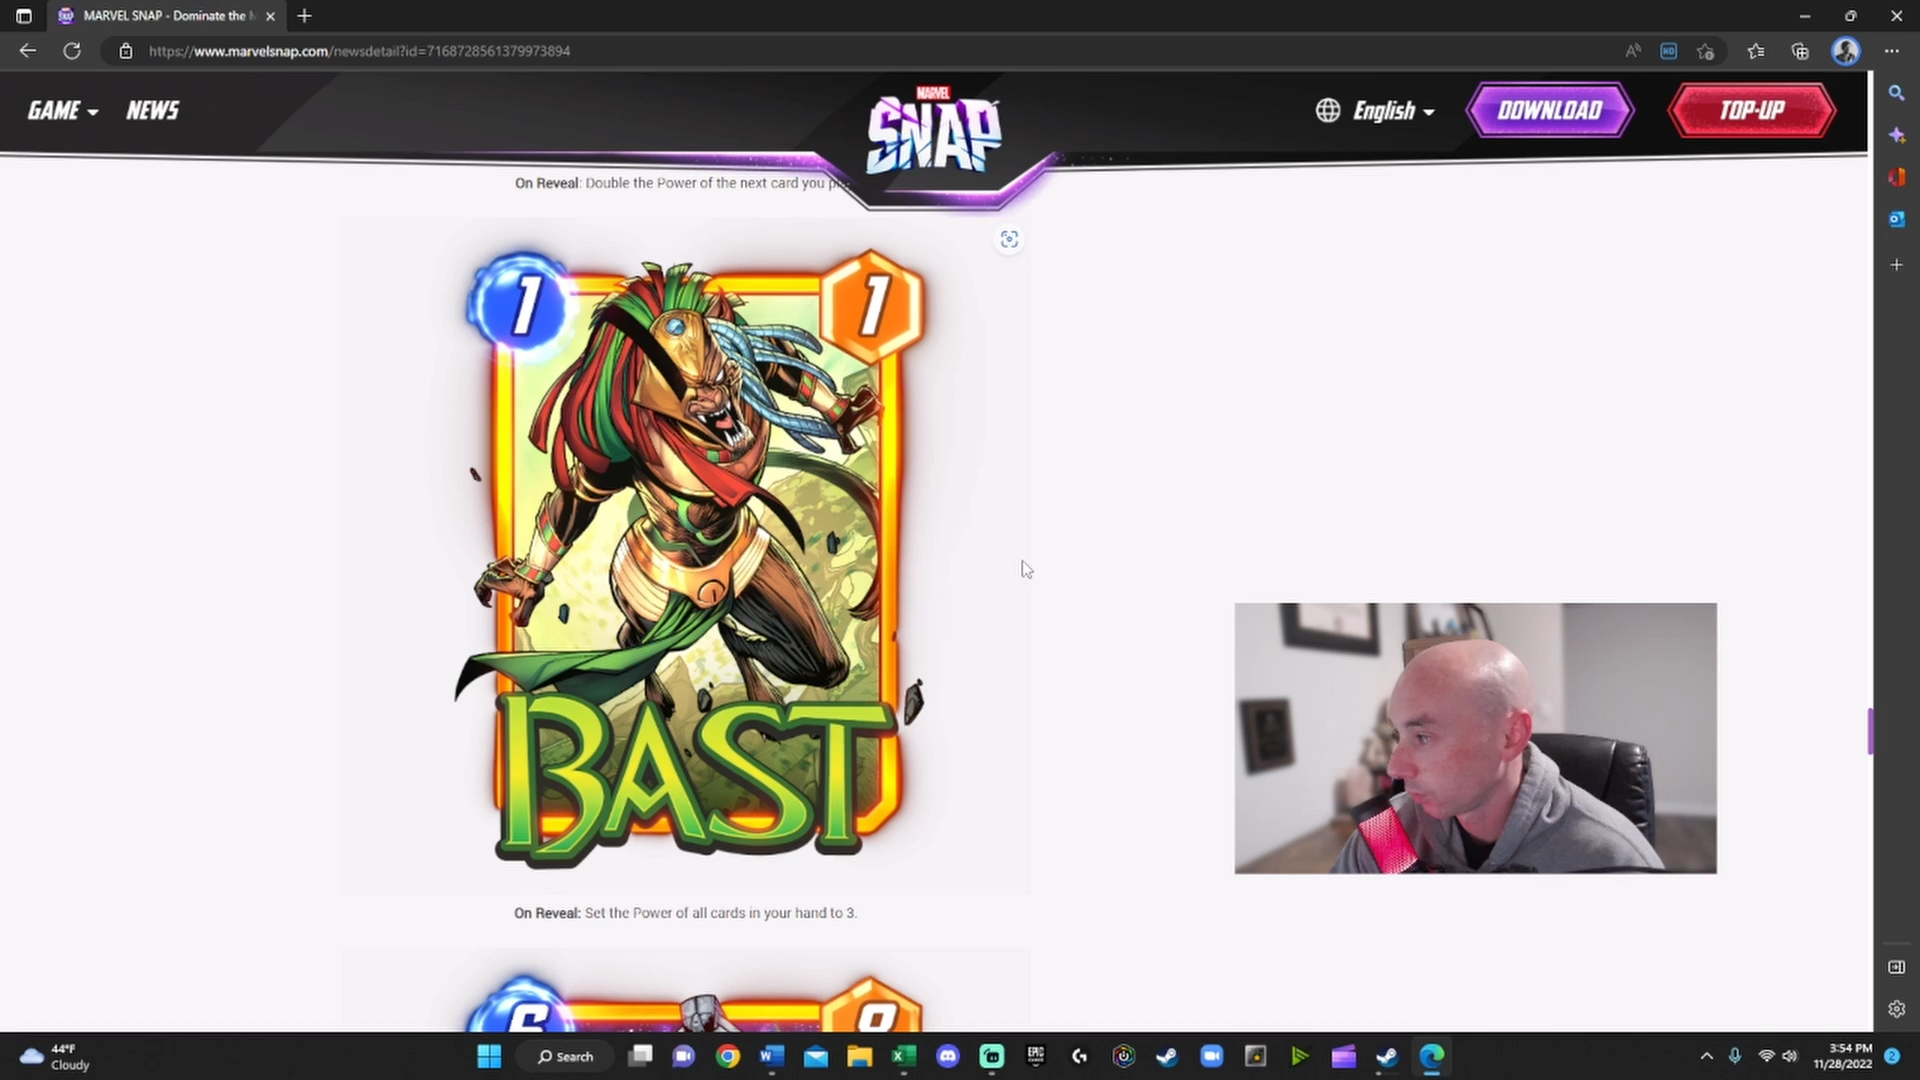 MARVEL SNAP - Dominate the M
https://www.marvelsnap.com/newsdetail?id=7168728561379973894
GAME NEWS
MARVEL
SNAP
English DOWNLOAD TOP-UP
On Reveal: Double the Power of the next card you
1 1
BAST
On Reveal: Set the Power of all cards in your hand to 3.
44°F
Cloudy
Search
EPIC
3:54 PM
11/28/2022
2